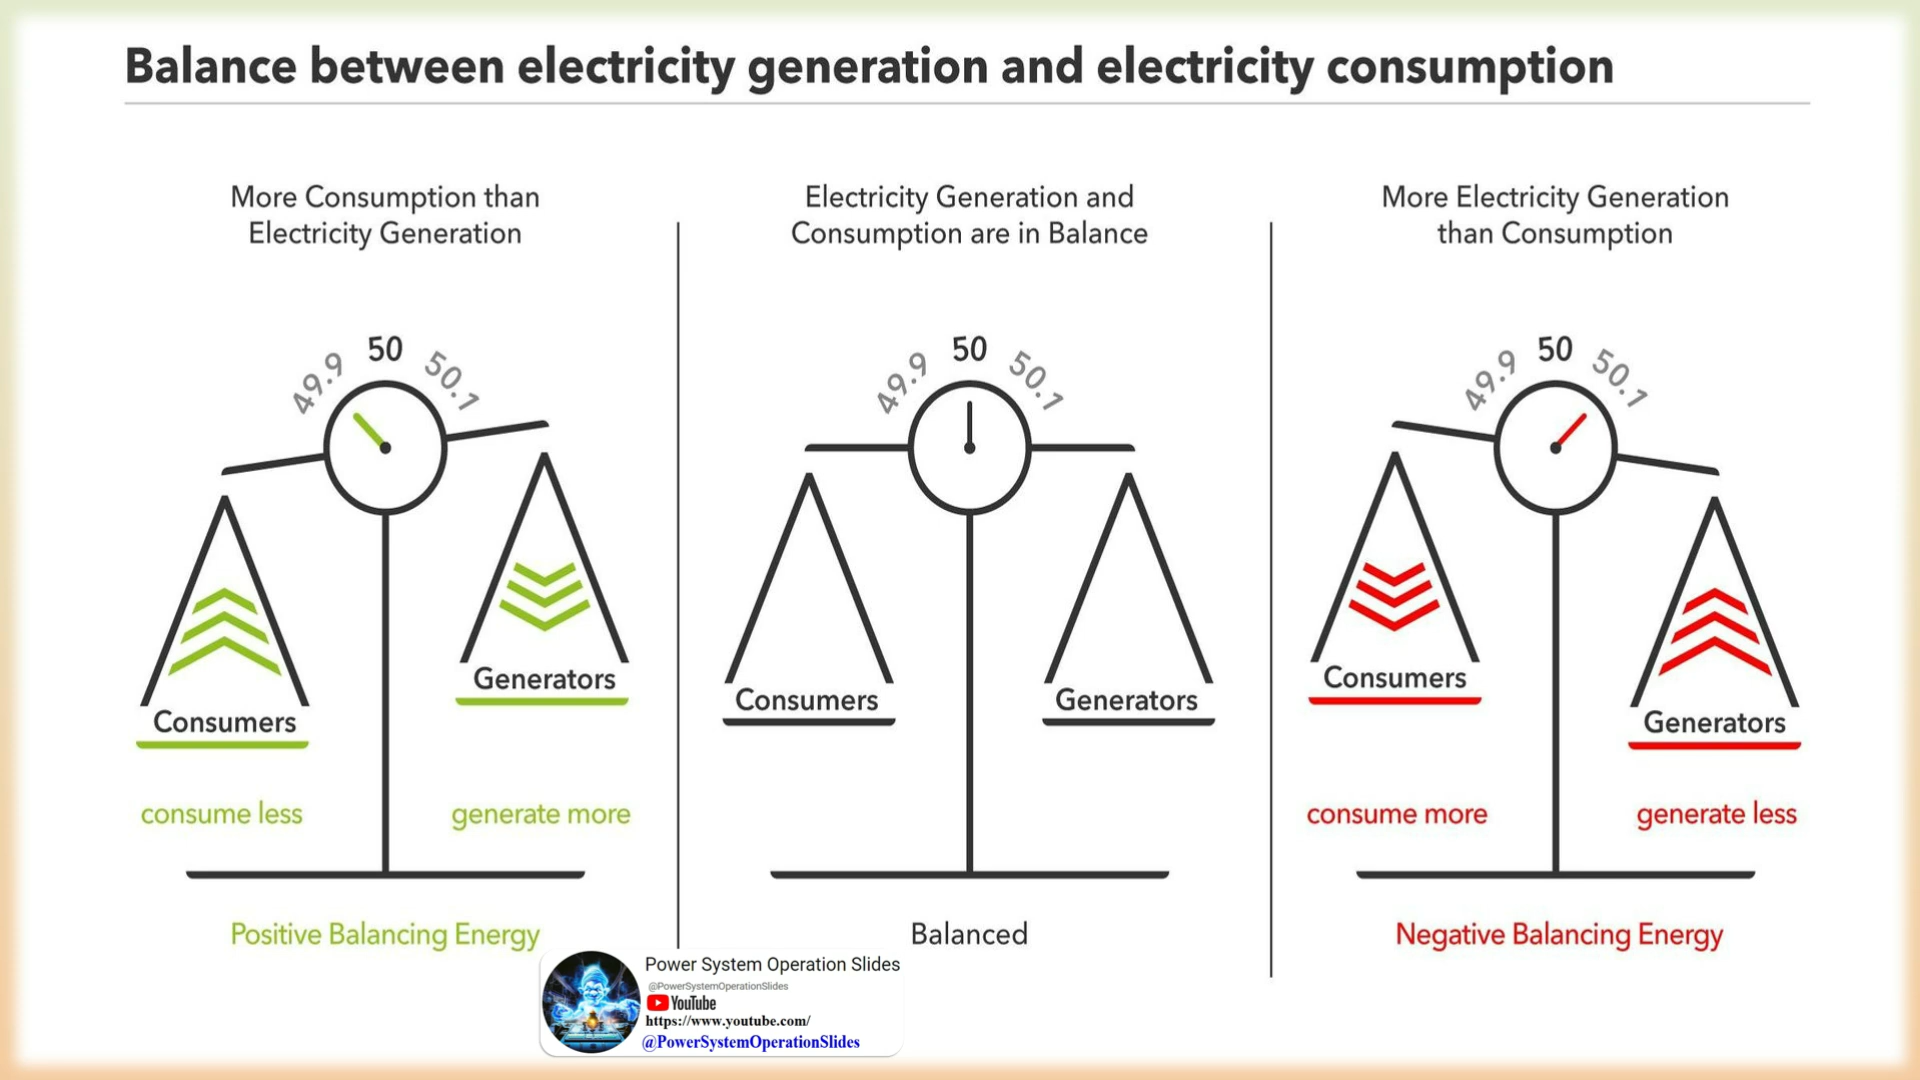 Balance between electricity generation and electricity consumption
More Consumption than
Electricity Generation
49.9
50
50.1
Consumers
Generators
consume less
generate more
Positive Balancing Energy
Electricity Generation and
Consumption are in Balance
49.9
50
50.1
Consumers
Generators
Balanced
More Electricity Generation
than Consumption
49.9
50
50.1
Consumers
Generators
consume more
generate less
Negative Balancing Energy
Power System Operation Slides
@PowerSystemOperationSlides
YouTube
https://www.youtube.com/
@PowerSystemOperationSlides